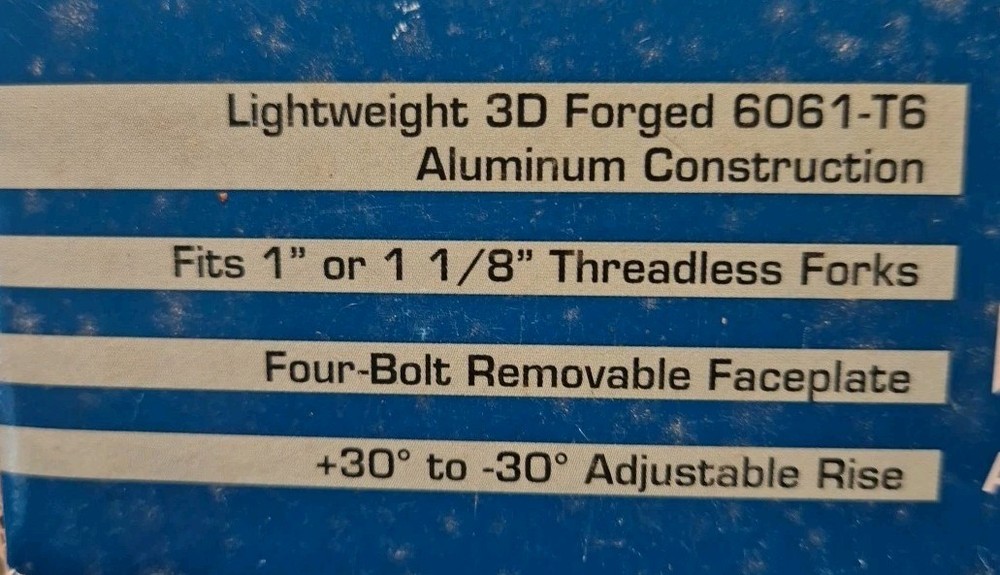 Lightweight 3D Forged 6061-T6
Aluminum Construction
Fits 1” or 1 1/8” Threadless Forks
Four-Bolt Removable Faceplate
+30° to -30° Adjustable Rise